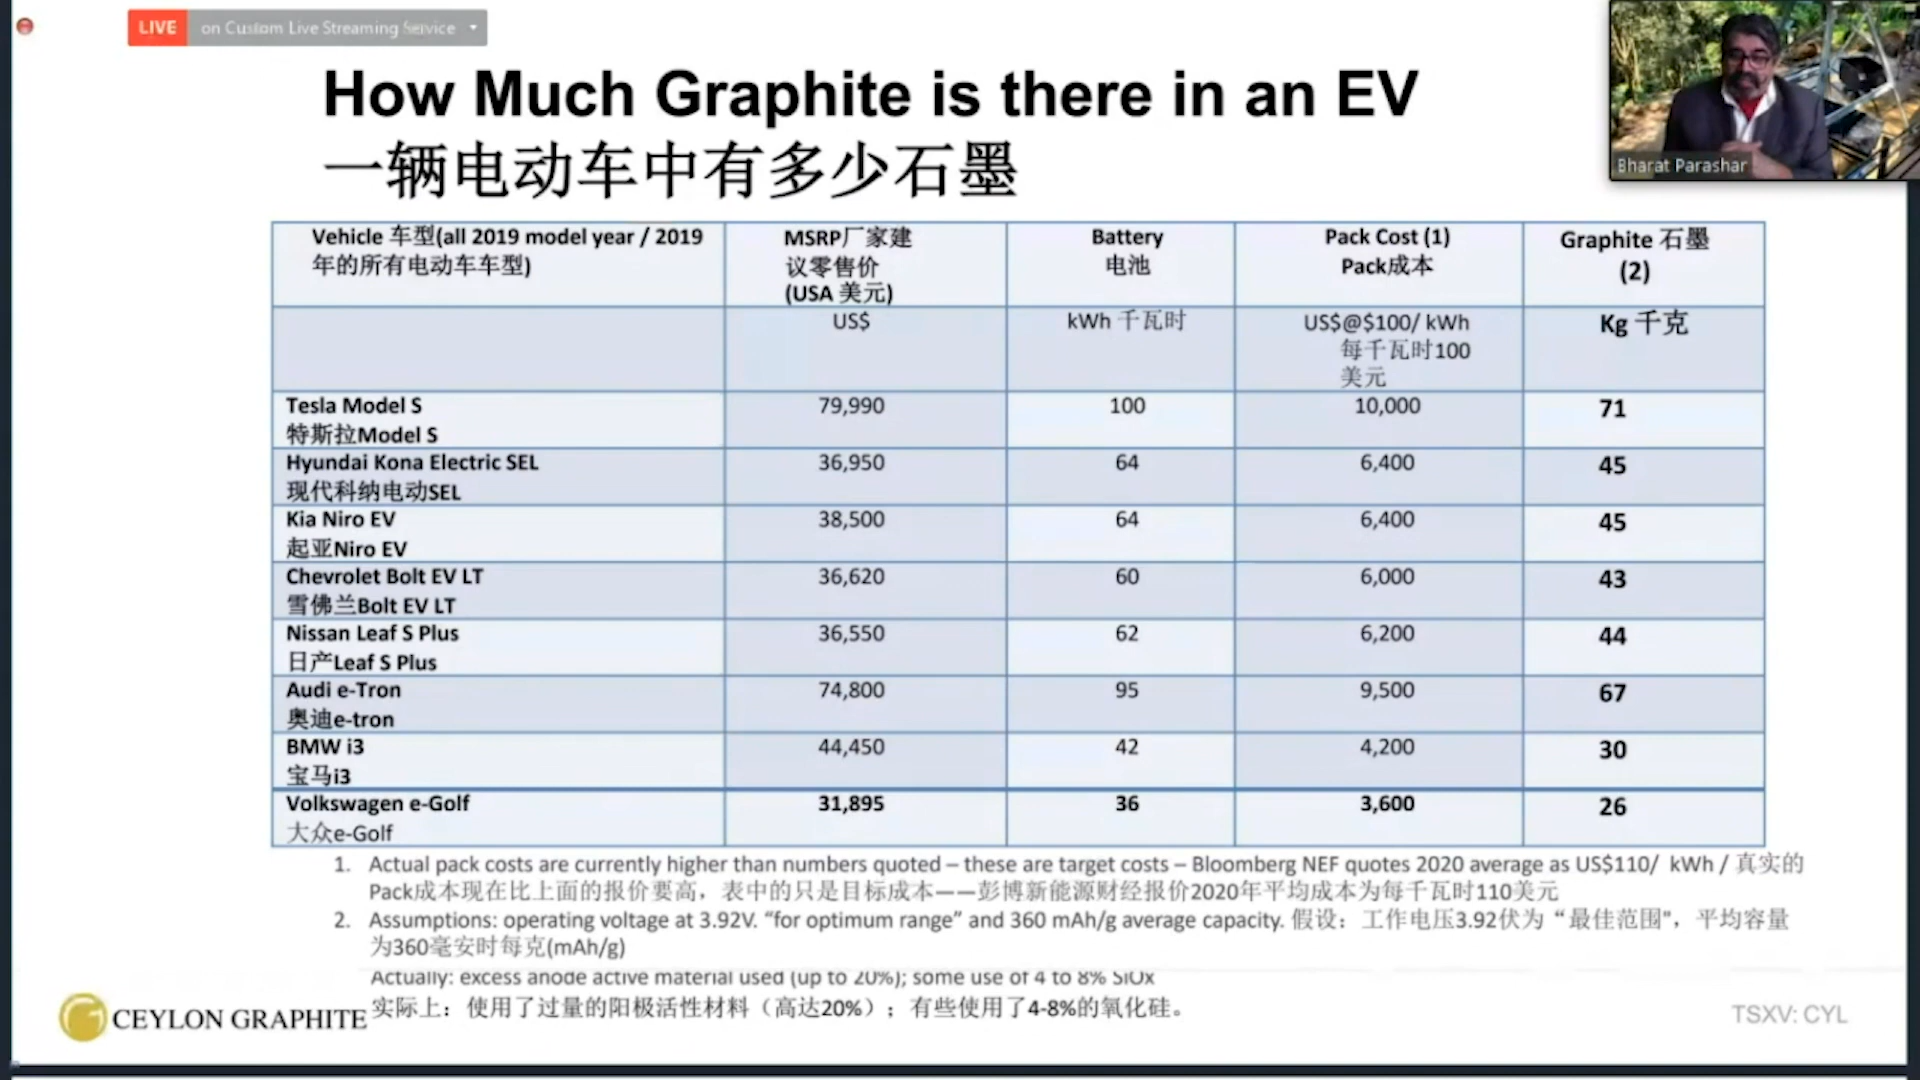 LIVE on Custom Live Streaming Service
Bharat Parashar
How Much Graphite is there in an EV
一辆电动车中有多少石墨
Vehicle 车型(all 2019 model year / 2019
年的所有电动车车型)
MSRP厂家建
议零售价
(USA 美元)
Battery
电池
Pack Cost (1)
Pack成本
Graphite 石墨
(2)
US$
kWh 千瓦时
US$@$100/ kWh
每千瓦时100
美元
Kg 千克
Tesla Model S 79,990 100 10,000 71
特斯拉Model S
Hyundai Kona Electric SEL 36,950 64 6,400 45
现代科纳电动SEL
Kia Niro EV 38,500 64 6,400 45
起亚Niro EV
Chevrolet Bolt EV LT 36,620 60 6,000 43
雪佛兰Bolt EV LT
Nissan Leaf S Plus 36,550 62 6,200 44
日产Leaf S Plus
Audi e-Tron 74,800 95 9,500 67
奥迪e-tron
BMW i3 44,450 42 4,200 30
宝马i3
Volkswagen e-Golf 31,895 36 3,600 26
大众e-Golf
1. Actual pack costs are currently higher than numbers quoted – these are target costs – Bloomberg NEF quotes 2020 average as US$110/ kWh / 真实的
Pack成本现在比上面的报价要高，表中的只是目标成本——彭博新能源财经报价2020年平均成本为每千瓦时110美元
2. Assumptions: operating voltage at 3.92V. “for optimum range” and 360 mAh/g average capacity. 假设：工作电压3.92伏为“最佳范围"，平均容量
为360毫安时每克(mAh/g)
Actually: excess anode active material used (up to 20%); some use of 4 to 8% SiOx
实际上：使用了过量的阳极活性材料（高达20%）；有些使用了4-8%的氧化硅。
CEYLON GRAPHITE
TSXV: CYL